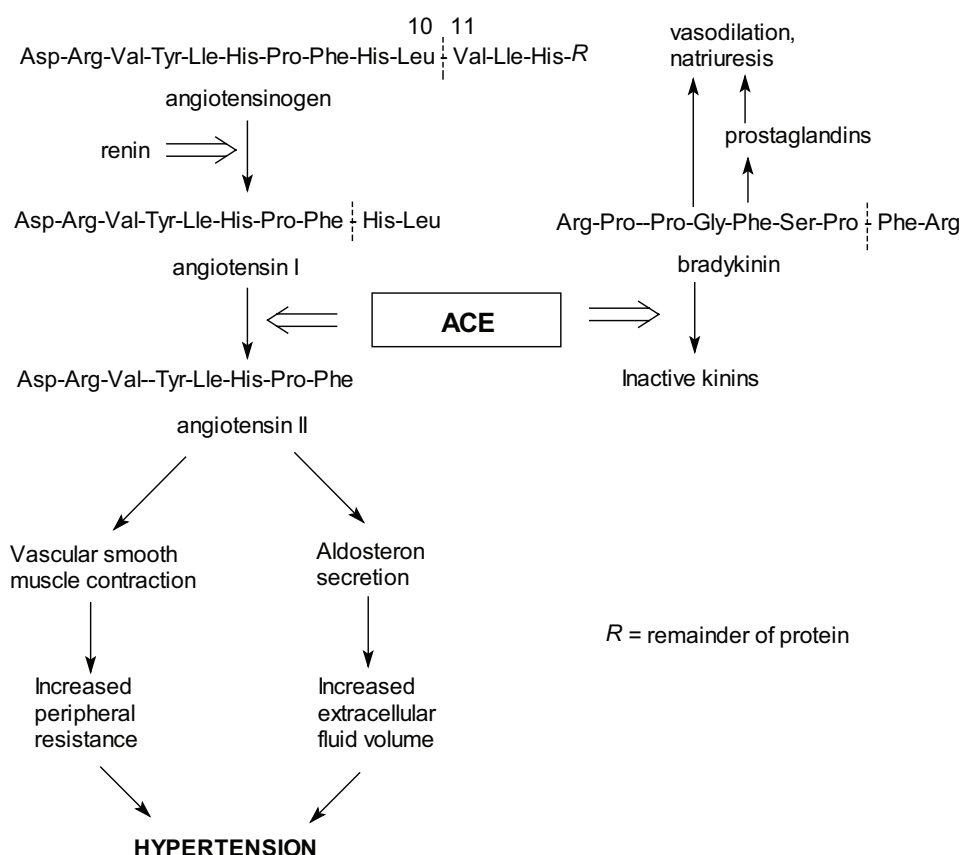 10 11
Asp-Arg-Val-Tyr-Lle-His-Pro-Phe-His-Leu - Val-Lle-His-R
angiotensinogen
renin
Asp-Arg-Val-Tyr-Lle-His-Pro-Phe - His-Leu
angiotensin I
ACE
Asp-Arg-Val--Tyr-Lle-His-Pro-Phe
angiotensin II
Vascular smooth
muscle contraction
Aldosteron
secretion
Increased
peripheral
resistance
Increased
extracellular
fluid volume
HYPERTENSION
vasodilation,
natriuresis
prostaglandins
Arg-Pro--Pro-Gly-Phe-Ser-Pro - Phe-Arg
bradykinin
Inactive kinins
R = remainder of protein